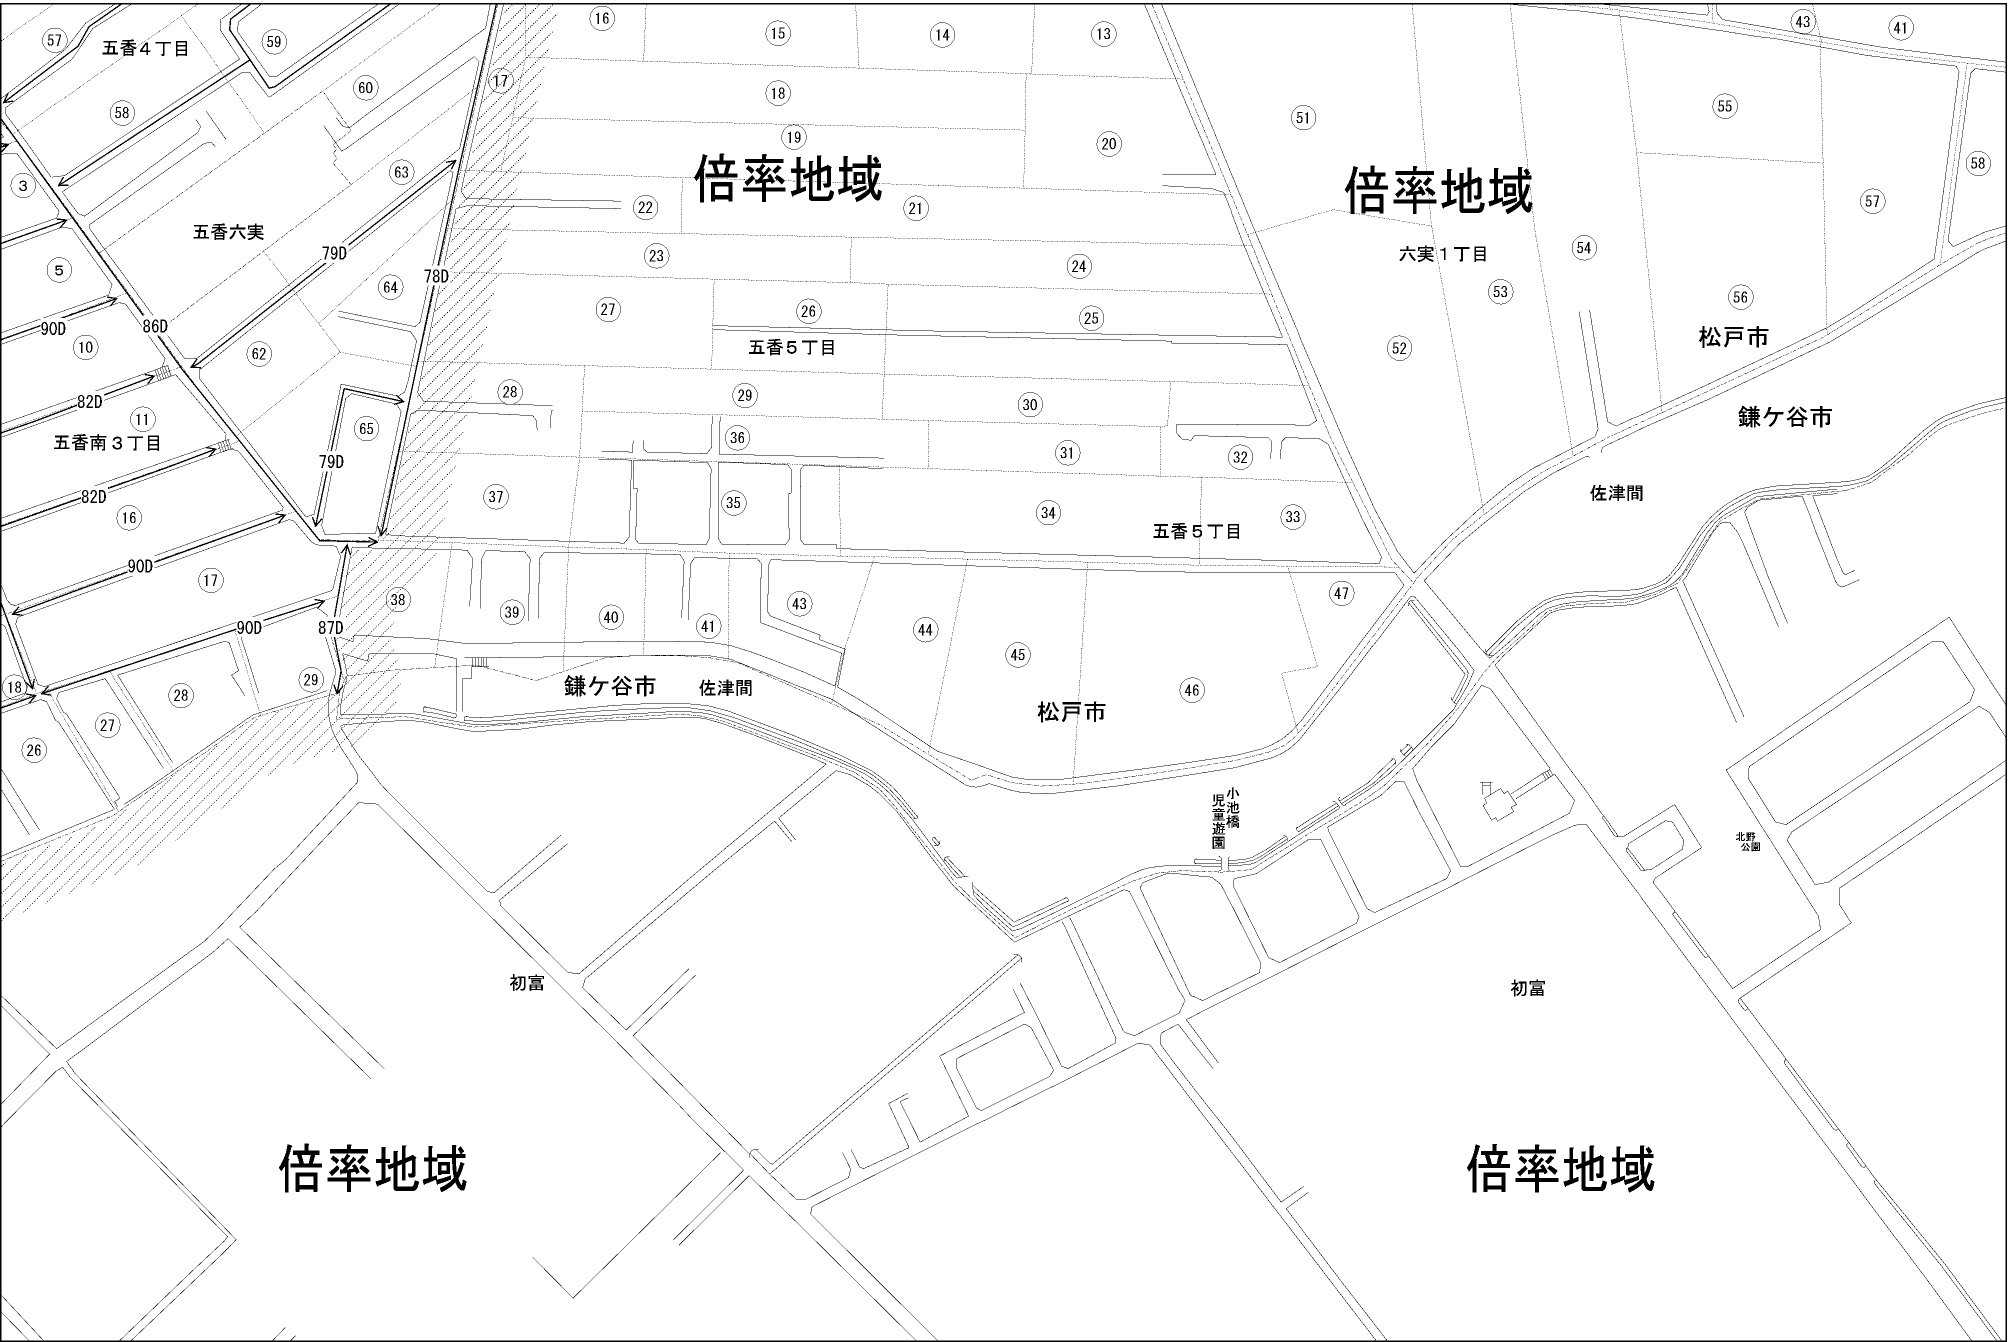 57
五香４丁目
59
16
15
14
13
43
41
60
17
18
58
55
51
19
20
倍率地域
倍率地域
3
63
58
五香六実
22
21
57
79D
23
24
六実１丁目
54
5
64
78D
53
56
90D
86D
27
26
25
松戸市
10
62
五香５丁目
52
82D
28
29
30
鎌ケ谷市
11
五香南３丁目
65
36
31
32
79D
82D
37
35
34
33
佐津間
16
五香５丁目
90D
17
38
39
40
41
43
44
47
90D
87D
45
18
28
29
鎌ケ谷市
佐津間
46
松戸市
27
26
小池橋
児童遊園
北野
公園
初富
初富
倍率地域
倍率地域